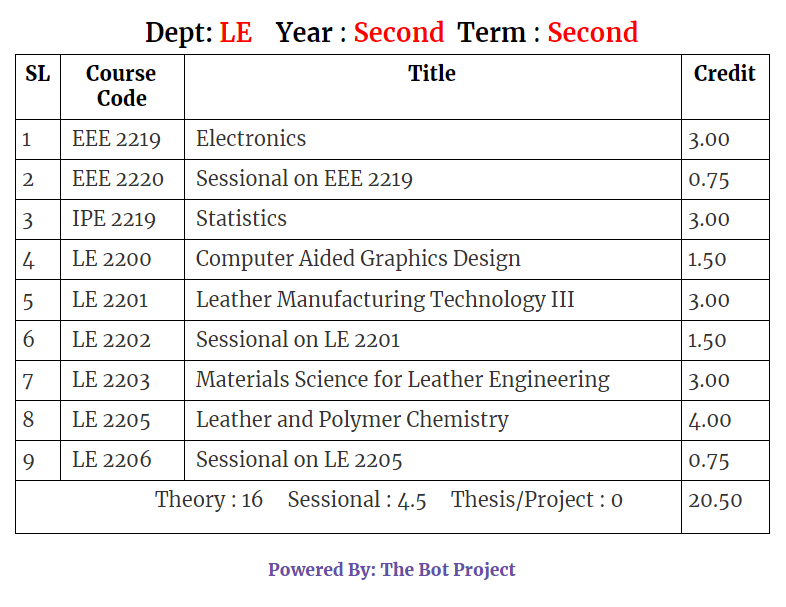 Dept: LE Year : Second Term : Second
SL Course Code Title Credit
1 EEE 2219 Electronics 3.00
2 EEE 2220 Sessional on EEE 2219 0.75
3 IPE 2219 Statistics 3.00
4 LE 2200 Computer Aided Graphics Design 1.50
5 LE 2201 Leather Manufacturing Technology III 3.00
6 LE 2202 Sessional on LE 2201 1.50
7 LE 2203 Materials Science for Leather Engineering 3.00
8 LE 2205 Leather and Polymer Chemistry 4.00
9 LE 2206 Sessional on LE 2205 0.75
Theory : 16 Sessional : 4.5 Thesis/Project : 0 20.50
Powered By: The Bot Project